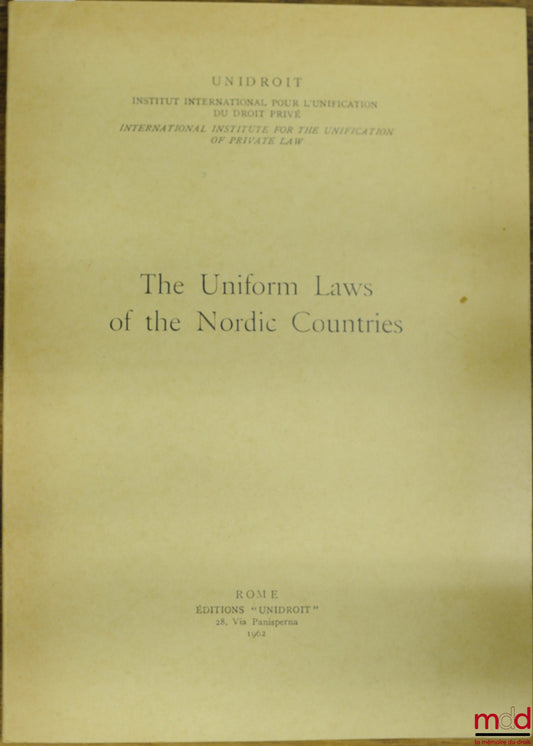 UNIDROIT
INSTITUT INTERNATIONAL POUR L'UNIFICATION
DU DROIT PRIVÉ
INTERNATIONAL INSTITUTE FOR THE UNIFICATION
OF PRIVATE LAW
The Uniform Laws
of the Nordic Countries
ROME
ÉDITIONS "UNIDROIT"
28, Via Panisperna
1962
mdd
la mémoire du droit